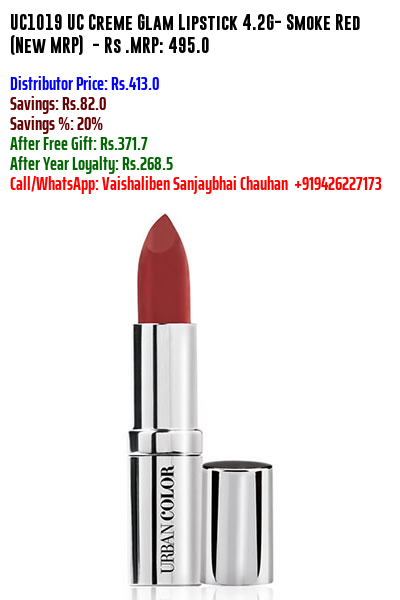 UC1019 UC Creme Glam Lipstick 4.2G- Smoke Red
(New MRP) - Rs .MRP: 495.0
Distributor Price: Rs.413.0
Savings: Rs.82.0
Savings %: 20%
After Free Gift: Rs.371.7
After Year Loyalty: Rs.268.5
Call/WhatsApp: Vaishaliben Sanjaybhai Chauhan +919426227173
URBAN COLOR